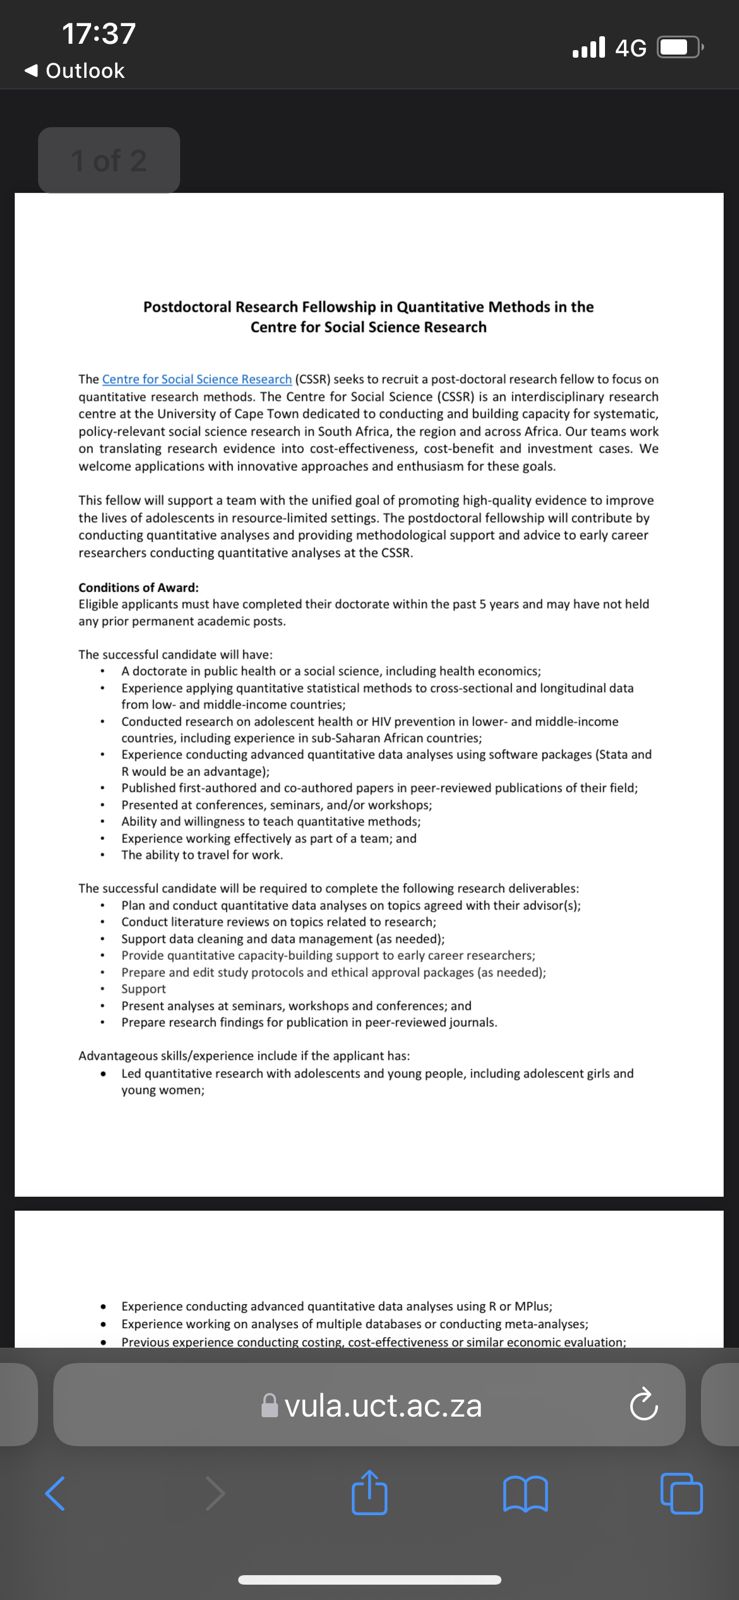 17:37
4G
◀ Outlook
1 of 2
Postdoctoral Research Fellowship in Quantitative Methods in the
Centre for Social Science Research
The Centre for Social Science Research (CSSR) seeks to recruit a post-doctoral research fellow to focus on
quantitative research methods. The Centre for Social Science (CSSR) is an interdisciplinary research
centre at the University of Cape Town dedicated to conducting and building capacity for systematic,
policy-relevant social science research in South Africa, the region and across Africa. Our teams work
on translating research evidence into cost-effectiveness, cost-benefit and investment cases. We
welcome applications with innovative approaches and enthusiasm for these goals.
This fellow will support a team with the unified goal of promoting high-quality evidence to improve
the lives of adolescents in resource-limited settings. The postdoctoral fellowship will contribute by
conducting quantitative analyses and providing methodological support and advice to early career
researchers conducting quantitative analyses at the CSSR.
Conditions of Award:
Eligible applicants must have completed their doctorate within the past 5 years and may have not held
any prior permanent academic posts.
The successful candidate will have:
• A doctorate in public health or a social science, including health economics;
• Experience applying quantitative statistical methods to cross-sectional and longitudinal data
from low- and middle-income countries;
• Conducted research on adolescent health or HIV prevention in lower- and middle-income
countries, including experience in sub-Saharan African countries;
• Experience conducting advanced quantitative data analyses using software packages (Stata and
R would be an advantage);
• Published first-authored and co-authored papers in peer-reviewed publications of their field;
• Presented at conferences, seminars, and/or workshops;
• Ability and willingness to teach quantitative methods;
• Experience working effectively as part of a team; and
• The ability to travel for work.
The successful candidate will be required to complete the following research deliverables:
• Plan and conduct quantitative data analyses on topics agreed with their advisor(s);
• Conduct literature reviews on topics related to research;
• Support data cleaning and data management (as needed);
• Provide quantitative capacity-building support to early career researchers;
• Prepare and edit study protocols and ethical approval packages (as needed);
• Support
• Present analyses at seminars, workshops and conferences; and
• Prepare research findings for publication in peer-reviewed journals.
Advantageous skills/experience include if the applicant has:
• Led quantitative research with adolescents and young people, including adolescent girls and
young women;
• Experience conducting advanced quantitative data analyses using R or MPlus;
• Experience working on analyses of multiple databases or conducting meta-analyses;
• Previous experience conducting costing, cost-effectiveness or similar economic evaluation;
vula.uct.ac.za